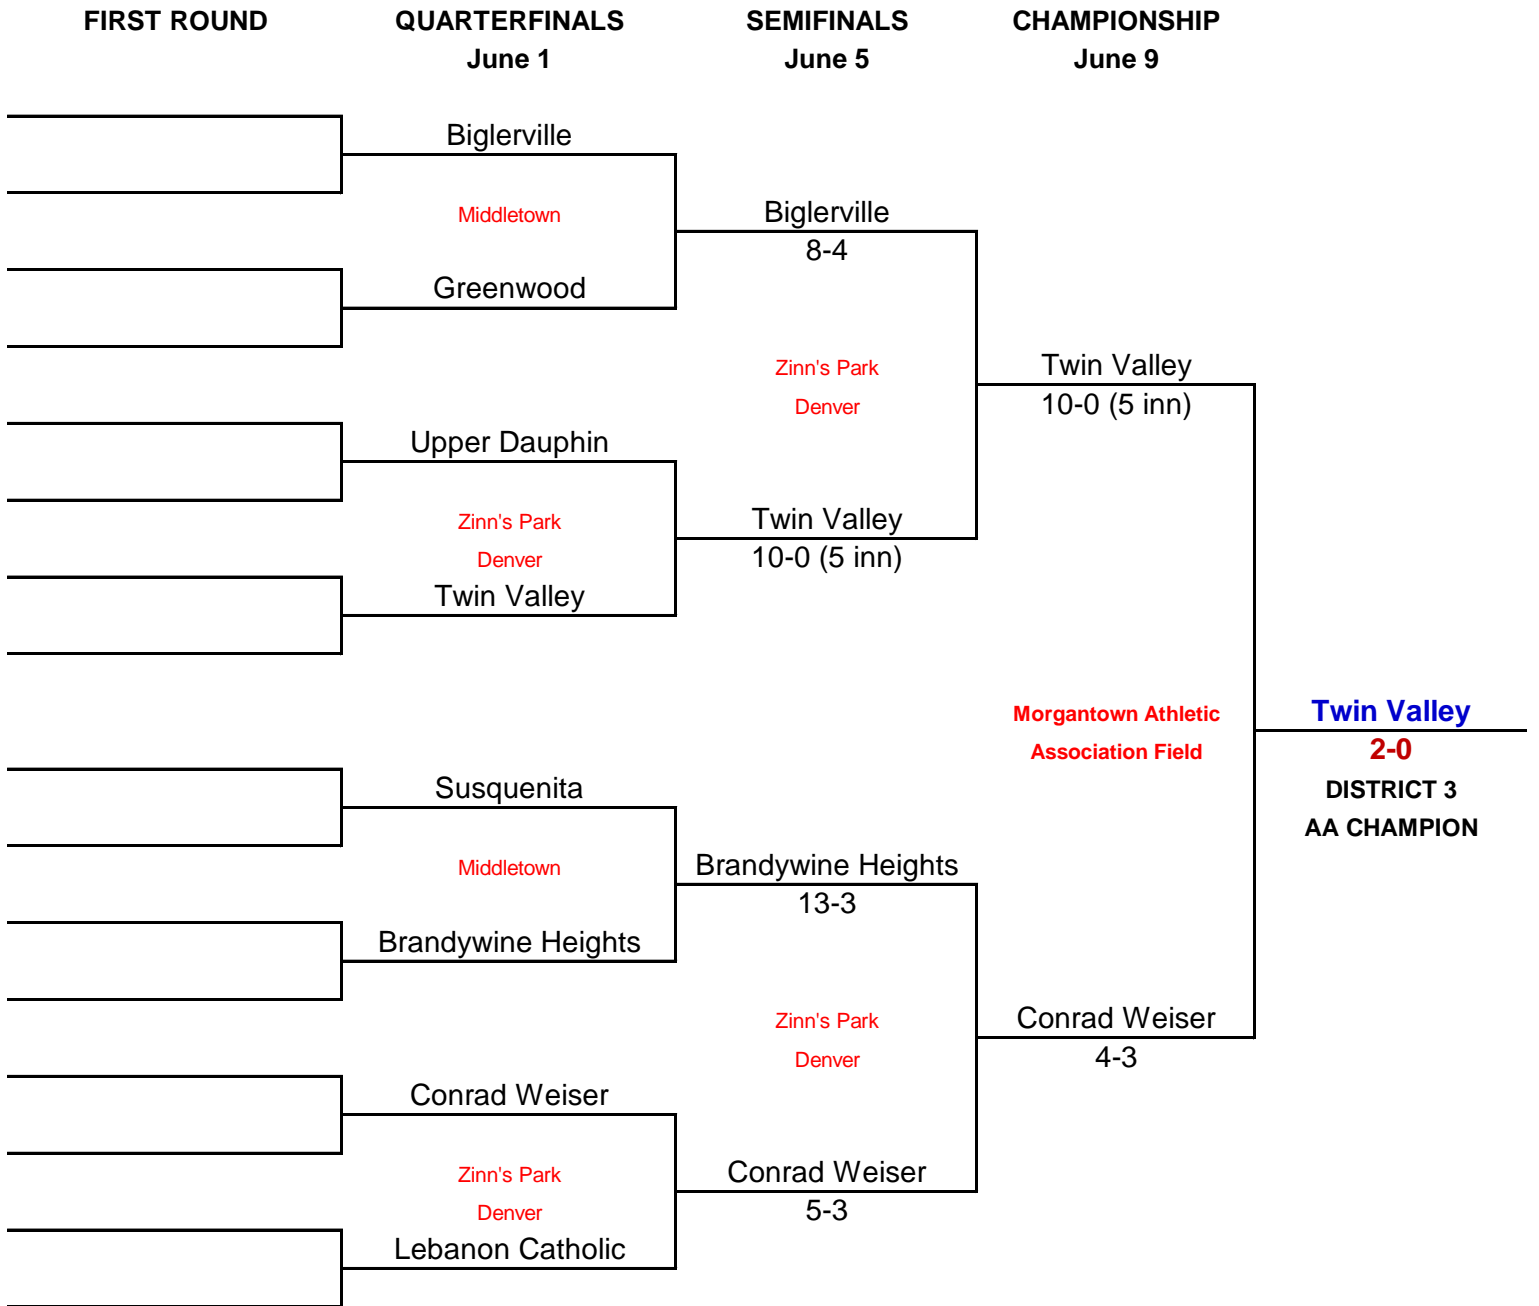 FIRST ROUND QUARTERFINALS SEMIFINALS CHAMPIONSHIP
June 1 June 5 June 9
Biglerville
Middletown
Biglerville
8-4
Greenwood
Zinn's Park
Denver
Twin Valley
10-0 (5 inn)
Upper Dauphin
Zinn's Park
Denver
Twin Valley
10-0 (5 inn)
Twin Valley
Morgantown Athletic
Association Field
Twin Valley
2-0
DISTRICT 3
AA CHAMPION
Susquenita
Middletown
Brandywine Heights
13-3
Brandywine Heights
Zinn's Park
Denver
Conrad Weiser
4-3
Conrad Weiser
Zinn's Park
Denver
Conrad Weiser
5-3
Lebanon Catholic